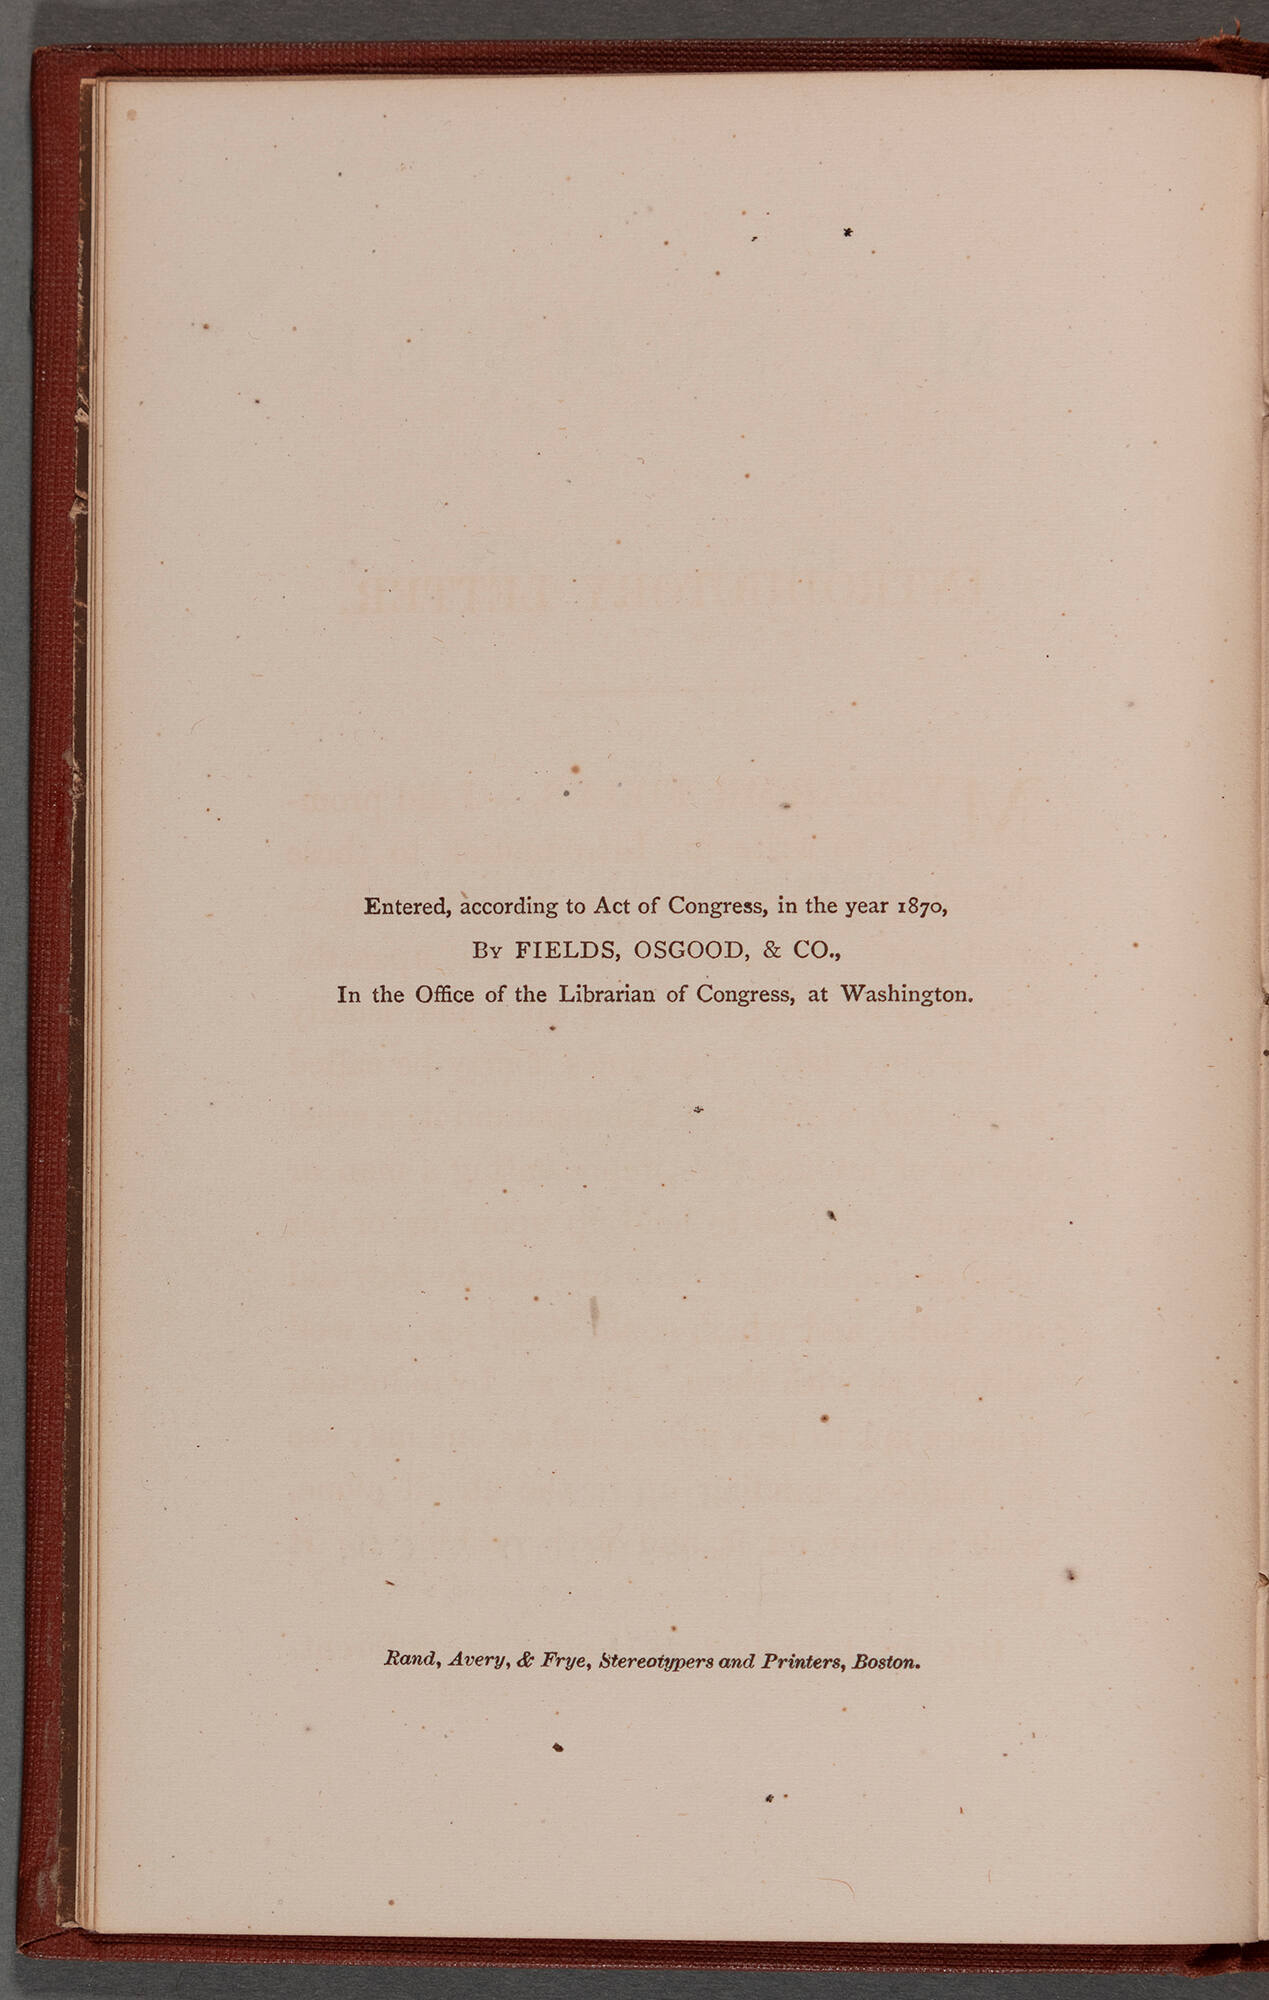 Entered, according to Act of Congress, in the year 1870,
By FIELDS, OSGOOD, & CO.,
In the Office of the Librarian of Congress, at Washington.
Rand, Avery, & Frye, Stereotypers and Printers, Boston.